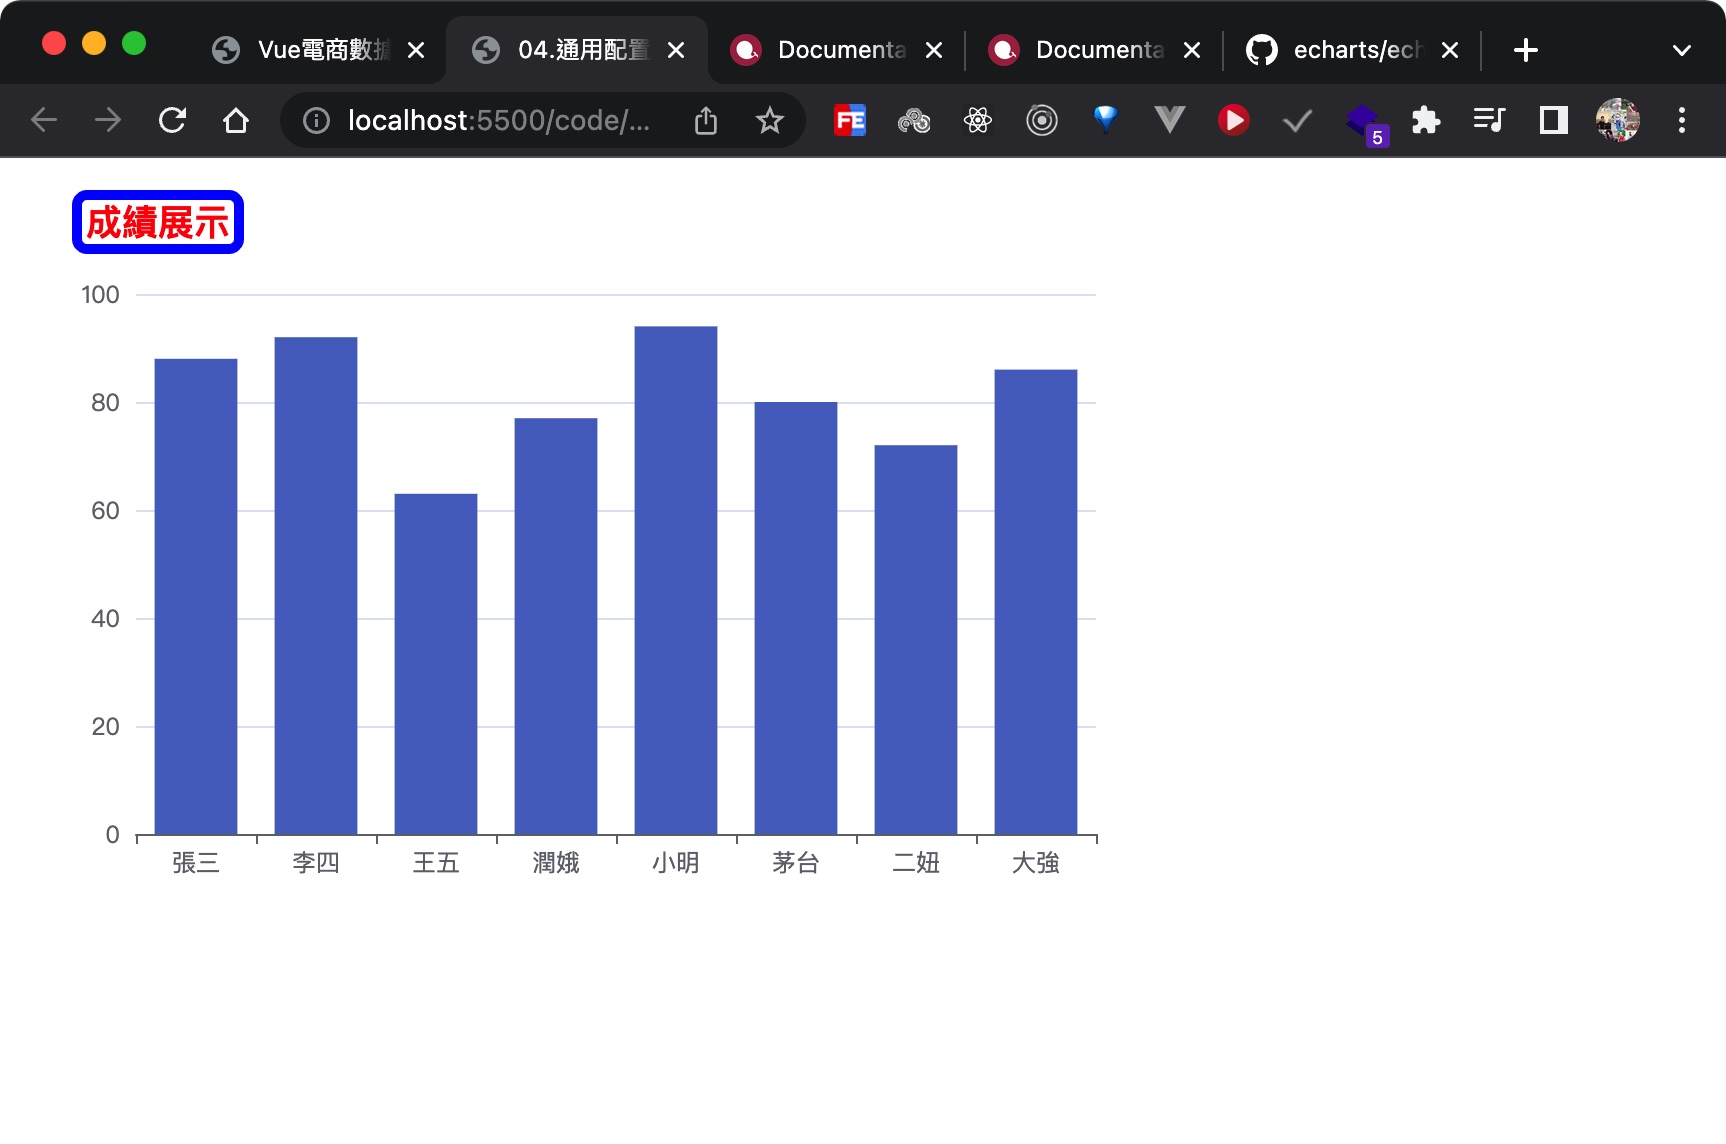 Vue電商數據
04.通用配置
Documenta
Documenta
echarts/ech
localhost:5500/code/...
FE
5
成績展示
100
80
60
40
20
0
張三 李四 王五 潤娥 小明 茅台 二妞 大強